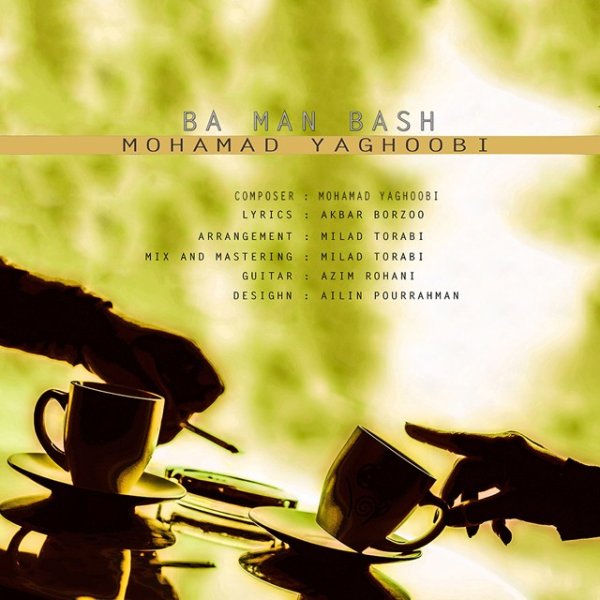 BA MAN BASH
MOHAMAD YAGHOOBI
COMPOSER : MOHAMAD YAGHOOBI
LYRICS : AKBAR BORZOO
ARRANGEMENT : MILAD TORABI
MIX AND MASTERING : MILAD TORABI
GUITAR : AZIM ROHANI
DESIGHN : AILIN POURRAHMAN